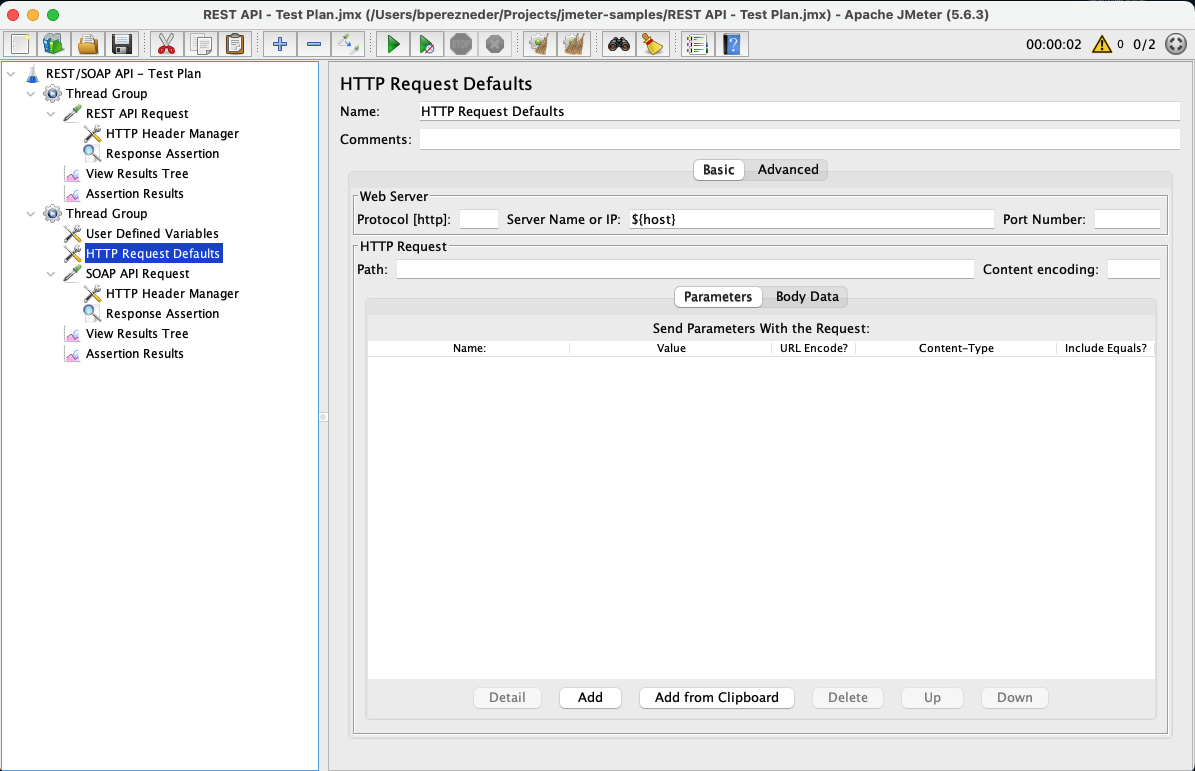 REST API - Test Plan.jmx (/Users/bperezneder/Projects/jmeter-samples/REST API - Test Plan.jmx) - Apache JMeter (5.6.3)
STOP
00:00:02 0 0/2
REST/SOAP API - Test Plan
Thread Group
REST API Request
HTTP Header Manager
Response Assertion
View Results Tree
Assertion Results
Thread Group
User Defined Variables
HTTP Request Defaults
SOAP API Request
HTTP Header Manager
Response Assertion
View Results Tree
Assertion Results
HTTP Request Defaults
Name: HTTP Request Defaults
Comments:
Basic Advanced
Web Server
Protocol [http]: Server Name or IP: ${host} Port Number:
HTTP Request
Path: Content encoding:
Parameters Body Data
Send Parameters With the Request:
Name: Value URL Encode? Content-Type Include Equals?
Detail Add Add from Clipboard Delete Up Down